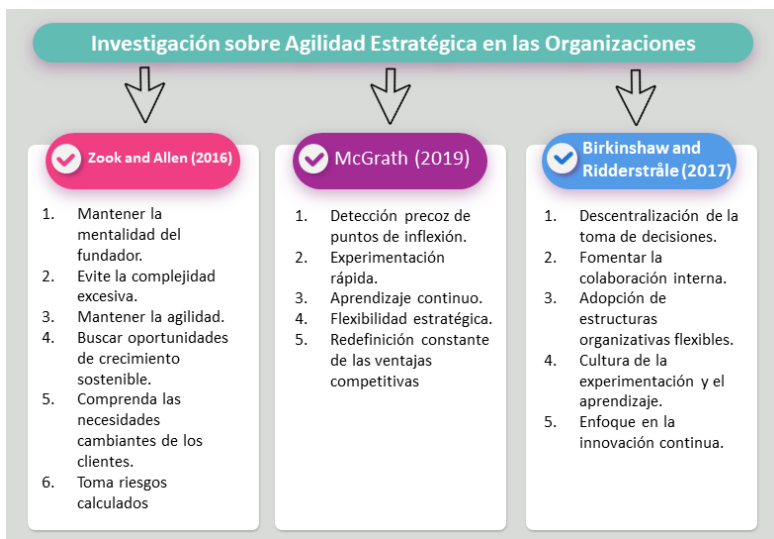 Investigación sobre Agilidad Estratégica en las Organizaciones
Zook and Allen (2016)
1. Mantener la
mentalidad del
fundador.
2. Evite la complejidad
excesiva.
3. Mantener la agilidad.
4. Buscar oportunidades
de crecimiento
sostenible.
5. Comprenda las
necesidades
cambiantes de los
clientes.
6. Toma riesgos
calculados
McGrath (2019)
1. Detección precoz de
puntos de inflexión.
2. Experimentación
rápida.
3. Aprendizaje continuo.
4. Flexibilidad estratégica.
5. Redefinición constante
de las ventajas
competitivas
Birkinshaw and
Ridderstråle (2017)
1. Descentralización de la
toma de decisiones.
2. Fomentar la
colaboración interna.
3. Adopción de
estructuras
organizativas flexibles.
4. Cultura de la
experimentación y el
aprendizaje.
5. Enfoque en la
innovación continua.